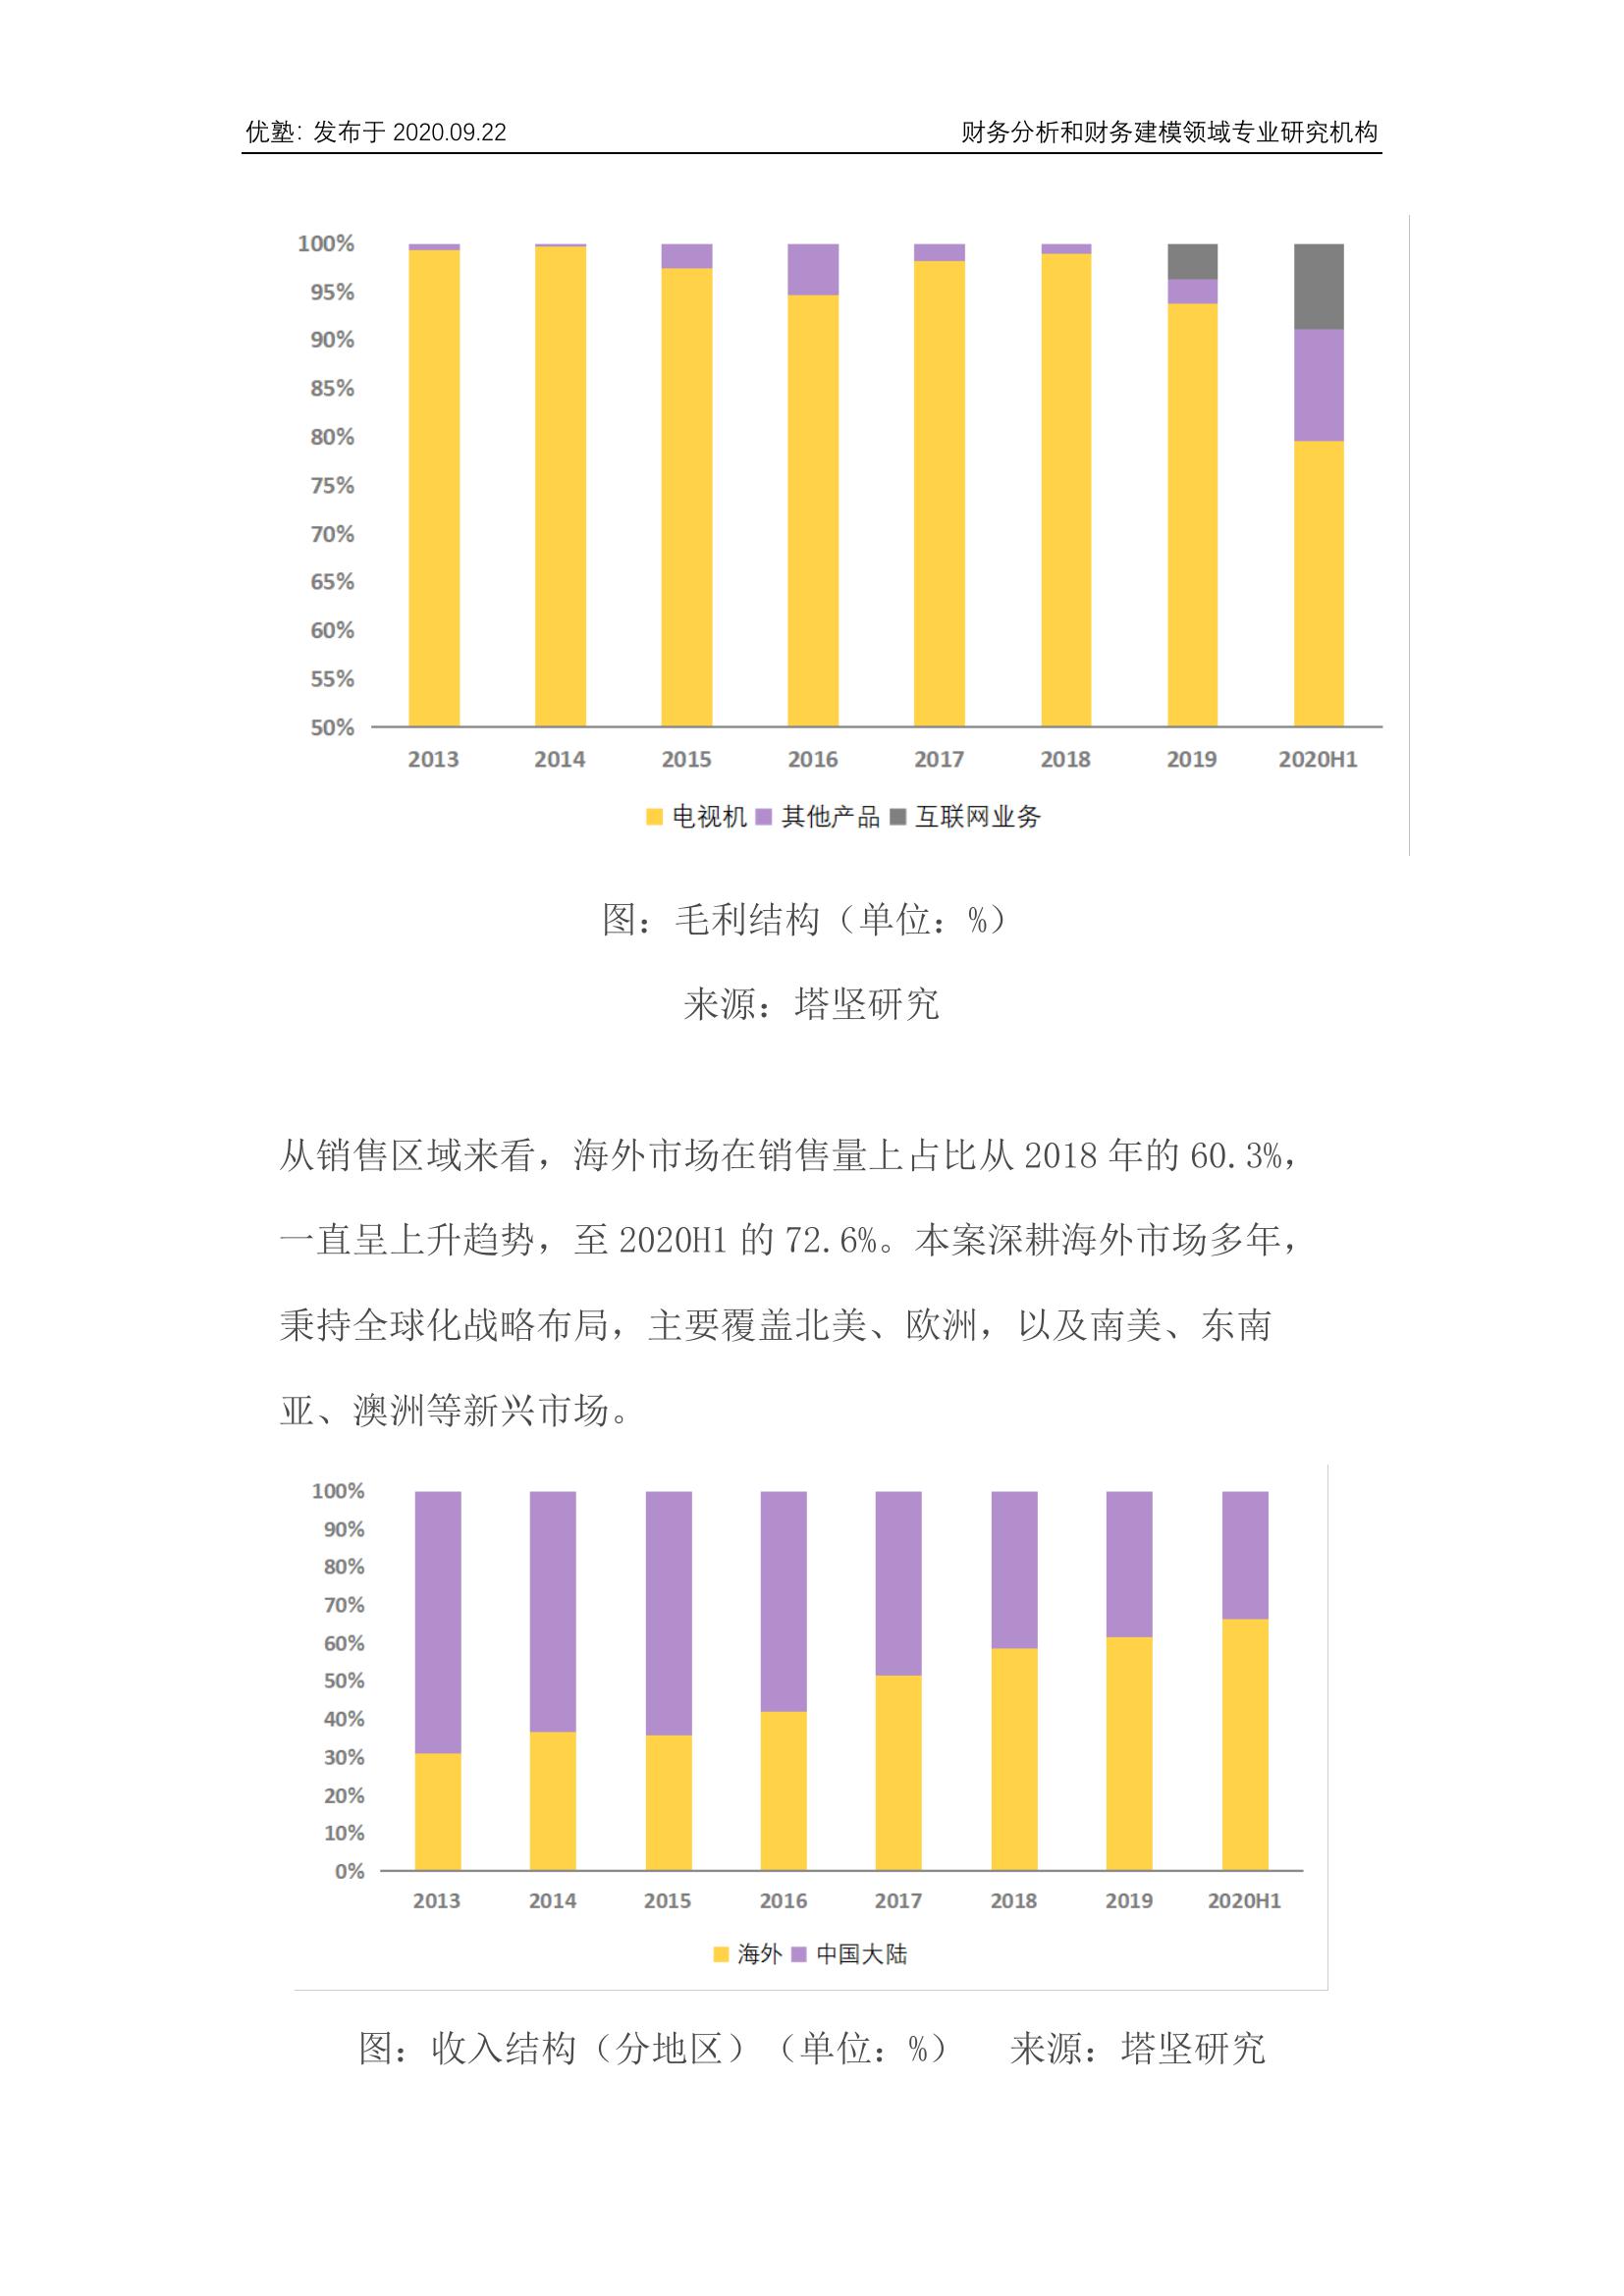 优塾：发布于 2020.09.22
财务分析和财务建模领域专业研究机构
100%
95%
90%
85%
80%
75%
70%
65%
60%
55%
50%
2013 2014 2015 2016 2017 2018 2019 2020H1
电视机 其他产品 互联网业务
图：毛利结构（单位：%）
来源：塔坚研究
从销售区域来看，海外市场在销售量上占比从 2018 年的 60.3%，
一直呈上升趋势，至 2020H1 的 72.6%。本案深耕海外市场多年，
秉持全球化战略布局，主要覆盖北美、欧洲，以及南美、东南
亚、澳洲等新兴市场。
100%
90%
80%
70%
60%
50%
40%
30%
20%
10%
0%
2013 2014 2015 2016 2017 2018 2019 2020H1
海外 中国大陆
图：收入结构（分地区）（单位：%） 来源：塔坚研究